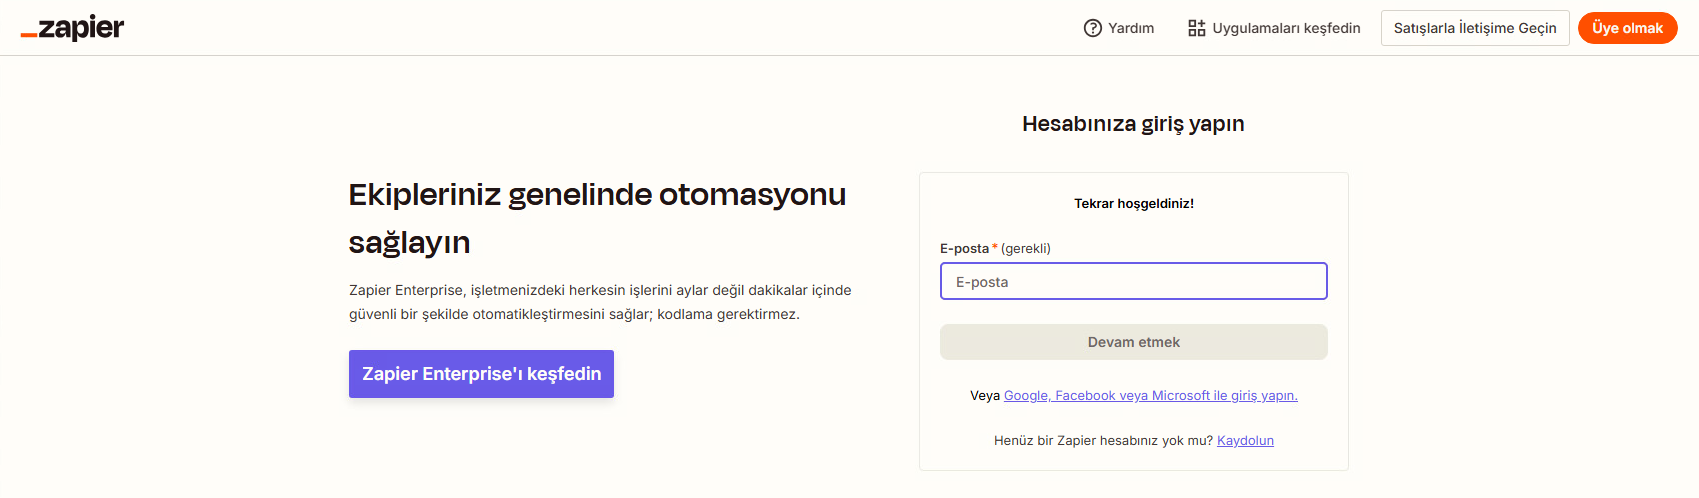 zapier
Yardım
Uygulamaları keşfedin
Satışlarla İletişime Geçin
Üye olmak
Hesabınıza giriş yapın
Ekipleriniz genelinde otomasyonu
sağlayın
Zapier Enterprise, işletmenizdeki herkesin işlerini aylar değil dakikalar içinde
güvenli bir şekilde otomatikleştirmesini sağlar; kodlama gerektirmez.
Zapier Enterprise'ı keşfedin
Tekrar hoşgeldiniz!
E-posta * (gerekli)
E-posta
Devam etmek
Veya Google, Facebook veya Microsoft ile giriş yapın.
Henüz bir Zapier hesabınız yok mu? Kaydolun